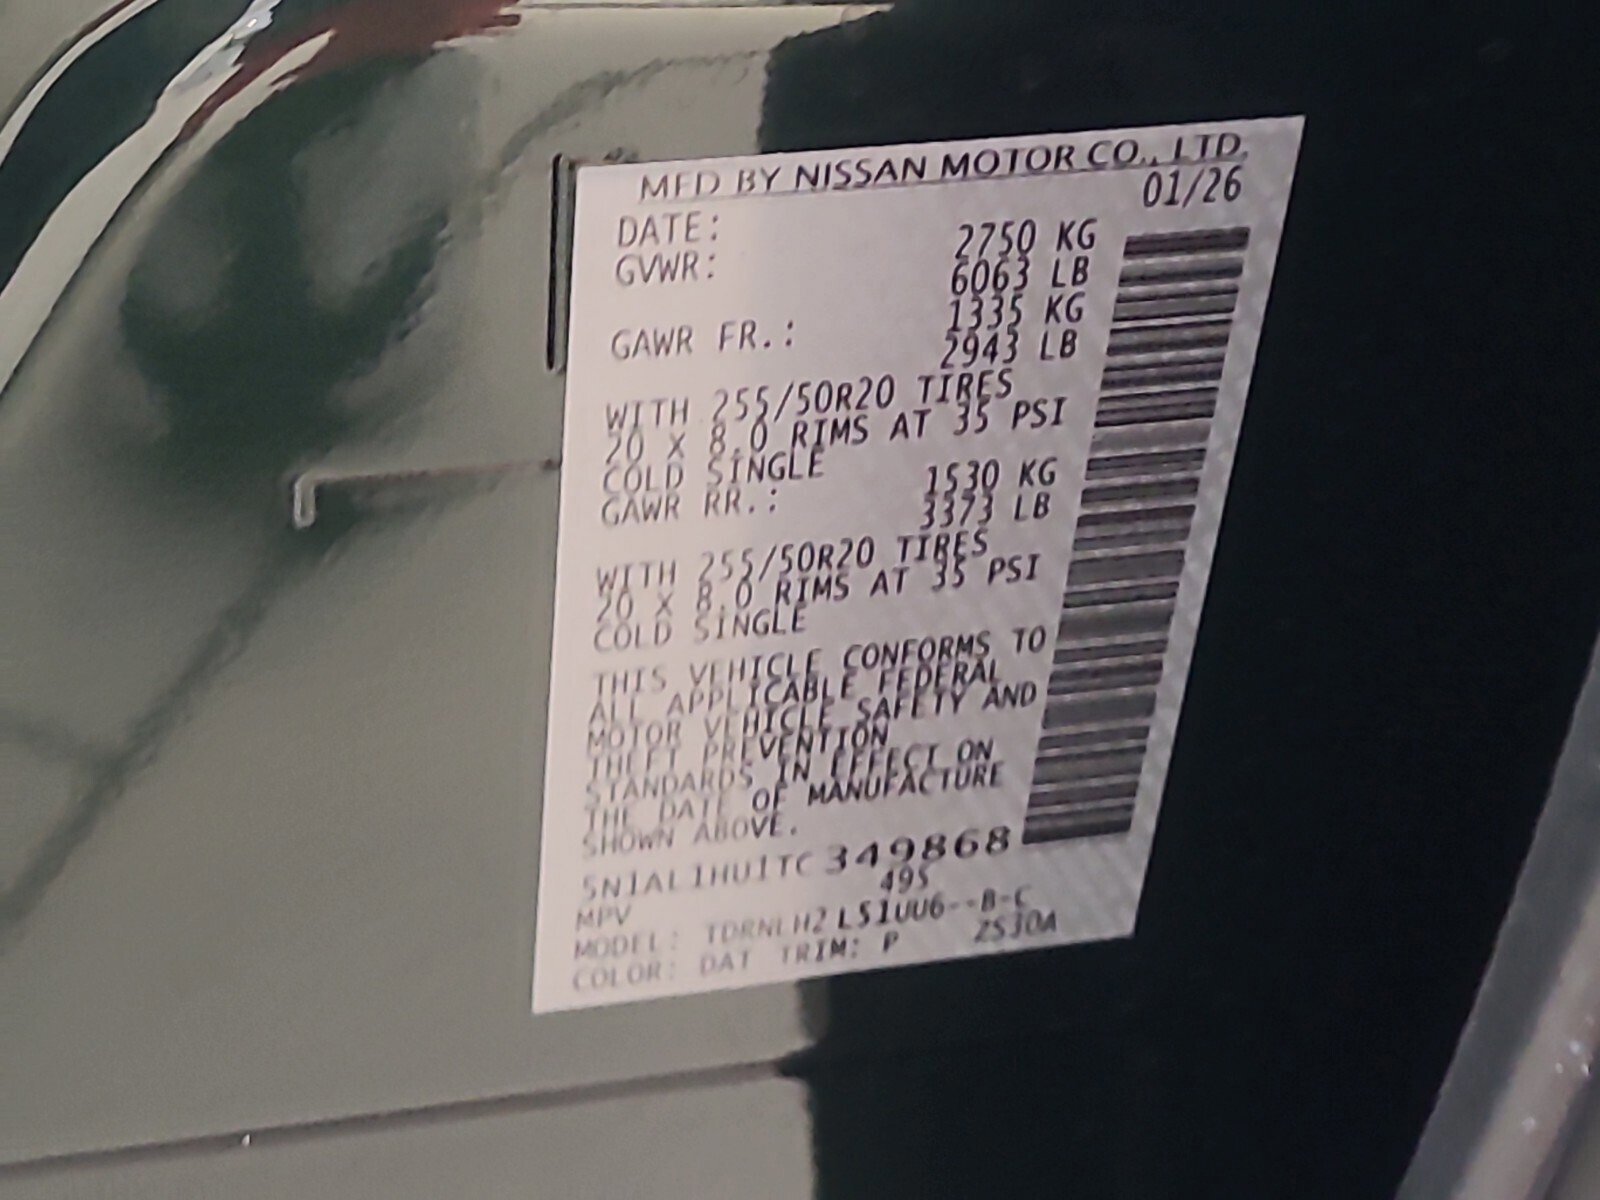 MFD BY NISSAN MOTOR CO., LTD.
DATE: 01/26
GVWR: 2750 KG
6063 LB
GAWR FR.: 1335 KG
2943 LB
WITH 255/50R20 TIRES
20 X 8.0 RIMS AT 35 PSI
COLD SINGLE
GAWR RR.: 1530 KG
3373 LB
WITH 255/50R20 TIRES
20 X 8.0 RIMS AT 35 PSI
COLD SINGLE
THIS VEHICLE CONFORMS TO
ALL APPLICABLE FEDERAL
MOTOR VEHICLE SAFETY AND
THEFT PREVENTION
STANDARDS IN EFFECT ON
THE DATE OF MANUFACTURE
SHOWN ABOVE.
5N1AL1HU1TC349868
MPV 49S
MODEL: TDRNLHZ L51UU6--B-C
COLOR: DAT TRIM: P ZS30A